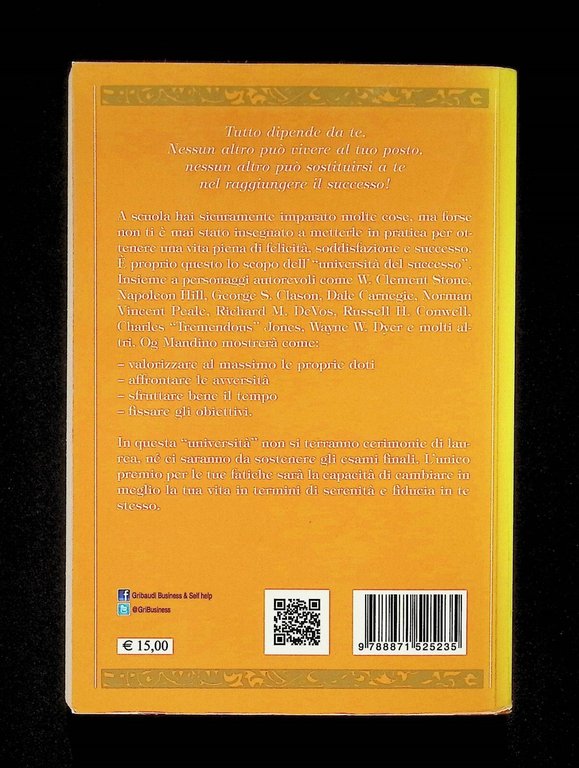 Tutto dipende da te.
Nessun altro può vivere al tuo posto,
nessun altro può sostituirsi a te
nel raggiungere il successo!
A scuola hai sicuramente imparato molte cose, ma forse
non ti è mai stato insegnato a metterle in pratica per ot-
tenere una vita piena di felicità, soddisfazione e successo.
È proprio questo lo scopo dell'“università del successo”.
Insieme a personaggi autorevoli come W. Clement Stone,
Napoleon Hill, George S. Clason, Dale Carnegie, Norman
Vincent Peale, Richard M. DeVos, Russell H. Conwell,
Charles “Tremendous” Jones, Wayne W. Dyer e molti al-
tri, Og Mandino mostrerà come:
– valorizzare al massimo le proprie doti
– affrontare le avversità
– sfruttare bene il tempo
– fissare gli obiettivi.
In questa “università” non si terranno cerimonie di lau-
rea, né ci saranno da sostenere gli esami finali. L'unico
premio per le tue fatiche sarà la capacità di cambiare in
meglio la tua vita in termini di serenità e fiducia in te
stesso.
Gribaudi Business & Self help
@GriBusiness
€ 15,00
9 788871 525235